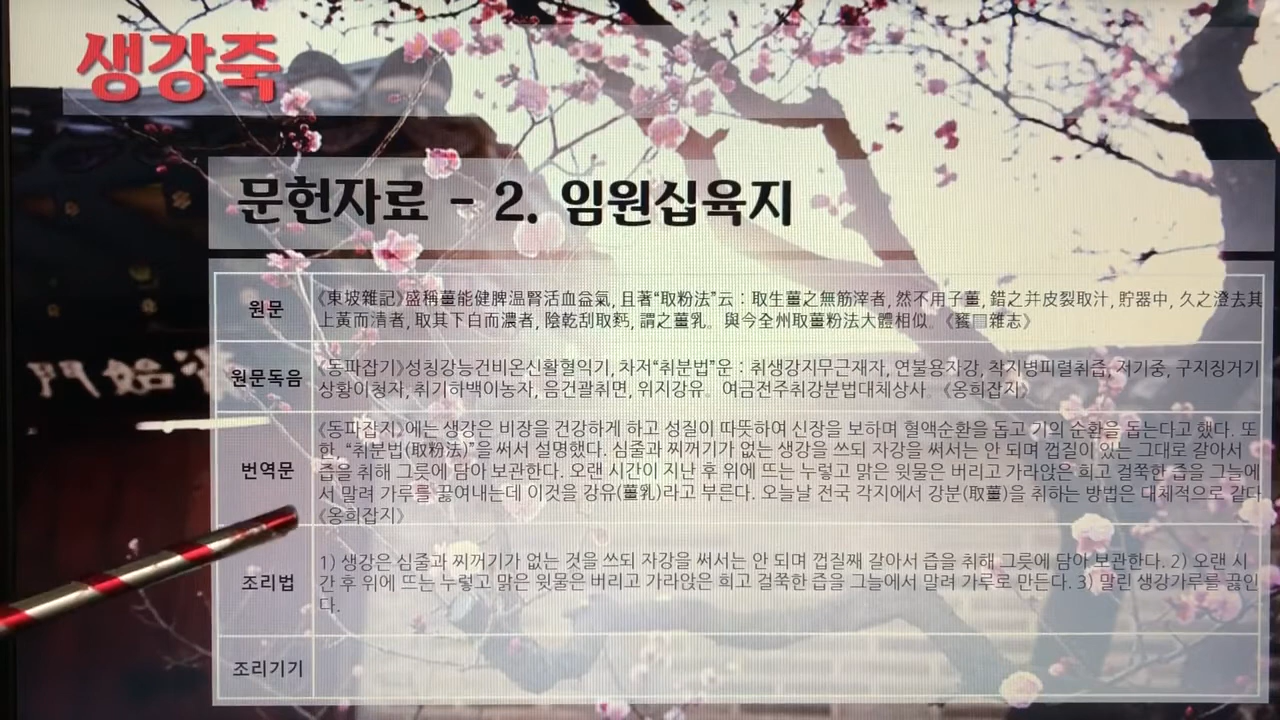 생강죽
문헌자료 - 2. 임원십육지
원문
《東坡雜記》盛稱薑能健脾温腎活血益氣, 且著“取粉法”云 : 取生薑之無筋滓者, 然不用子薑, 錯之并皮裂取汁, 貯器中, 久之澄去其
上黃而清者, 取其下白而濃者, 陰乾刮取麪, 謂之薑乳。與今全州取薑粉法大體相似。《饔▨雜志》
원문독음
《동파잡기》성칭강능건비온신활혈익기, 차저“취분법”운 : 취생강지무근재자, 연불용자강, 착지병피렬취즙, 저기중, 구지징거기
상황이청자, 취기하백이농자, 음건괄취면, 위지강유。 여금전주취강분법대체상사。《옹희잡지》
번역문
《동파잡지》에는 생강은 비장을 건강하게 하고 성질이 따뜻하여 신장을 보하며 혈액순환을 돕고 기의 순환을 돕는다고 했다. 또
한, “취분법(取粉法)”을 써서 설명했다. 심줄과 찌꺼기가 없는 생강을 쓰되 자강을 써서는 안 되며 껍질이 있는 그대로 갈아서
즙을 취해 그릇에 담아 보관한다. 오랜 시간이 지난 후 위에 뜨는 누렇고 맑은 윗물은 버리고 가라앉은 희고 걸쭉한 즙을 그늘에
서 말려 가루를 긇여내는데 이것을 강유(薑乳)라고 부른다. 오늘날 전국 각지에서 강분(取薑)을 취하는 방법은 대체적으로 같다
《옹희잡지》
조리법
1) 생강은 심줄과 찌꺼기가 없는 것을 쓰되 자강을 써서는 안 되며 껍질째 갈아서 즙을 취해 그릇에 담아 보관한다. 2) 오랜 시
간 후 위에 뜨는 누렇고 맑은 윗물은 버리고 가라앉은 희고 걸쭉한 즙을 그늘에서 말려 가루로 만든다. 3) 말린 생강가루를 끓인
다.
조리기기